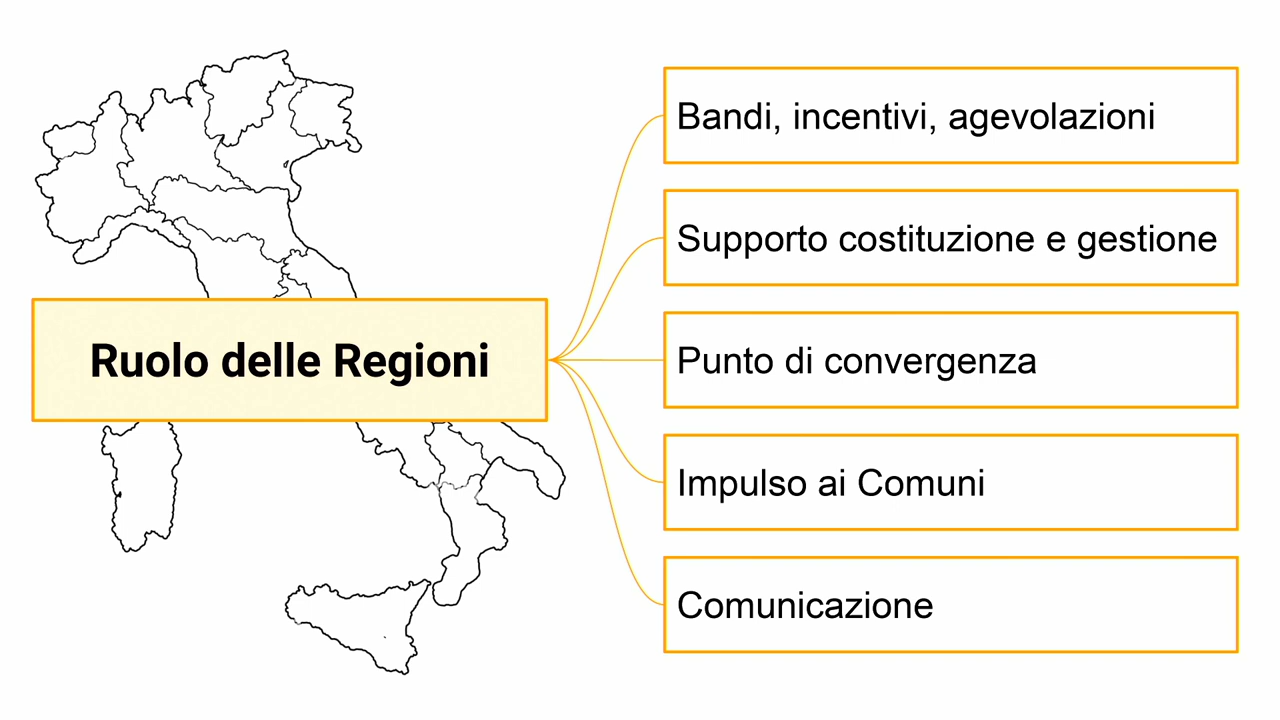 Ruolo delle Regioni
Bandi, incentivi, agevolazioni
Supporto costituzione e gestione
Punto di convergenza
Impulso ai Comuni
Comunicazione